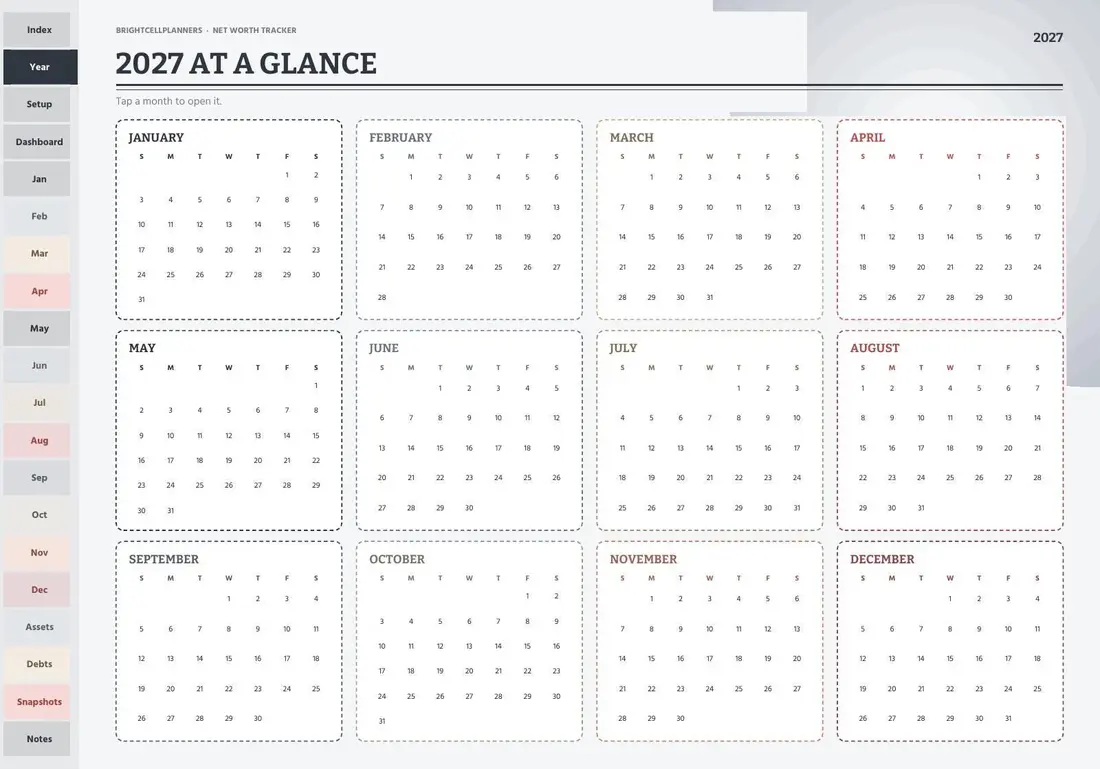 Index
Year
Setup
Dashboard
Jan
Feb
Mar
Apr
May
Jun
Jul
Aug
Sep
Oct
Nov
Dec
Assets
Debts
Snapshots
Notes
BRIGHTCELLPLANNERS · NET WORTH TRACKER
2027
2027 AT A GLANCE
Tap a month to open it.
JANUARY
S M T W T F S
1 2
3 4 5 6 7 8 9
10 11 12 13 14 15 16
17 18 19 20 21 22 23
24 25 26 27 28 29 30
31
FEBRUARY
S M T W T F S
1 2 3 4 5 6
7 8 9 10 11 12 13
14 15 16 17 18 19 20
21 22 23 24 25 26 27
28
MARCH
S M T W T F S
1 2 3 4 5 6
7 8 9 10 11 12 13
14 15 16 17 18 19 20
21 22 23 24 25 26 27
28 29 30 31
APRIL
S M T W T F S
1 2 3
4 5 6 7 8 9 10
11 12 13 14 15 16 17
18 19 20 21 22 23 24
25 26 27 28 29 30
MAY
S M T W T F S
1
2 3 4 5 6 7 8
9 10 11 12 13 14 15
16 17 18 19 20 21 22
23 24 25 26 27 28 29
30 31
JUNE
S M T W T F S
1 2 3 4 5
6 7 8 9 10 11 12
13 14 15 16 17 18 19
20 21 22 23 24 25 26
27 28 29 30
JULY
S M T W T F S
1 2 3
4 5 6 7 8 9 10
11 12 13 14 15 16 17
18 19 20 21 22 23 24
25 26 27 28 29 30 31
AUGUST
S M T W T F S
1 2 3 4 5 6 7
8 9 10 11 12 13 14
15 16 17 18 19 20 21
22 23 24 25 26 27 28
29 30 31
SEPTEMBER
S M T W T F S
1 2 3 4
5 6 7 8 9 10 11
12 13 14 15 16 17 18
19 20 21 22 23 24 25
26 27 28 29 30
OCTOBER
S M T W T F S
1 2
3 4 5 6 7 8 9
10 11 12 13 14 15 16
17 18 19 20 21 22 23
24 25 26 27 28 29 30
31
NOVEMBER
S M T W T F S
1 2 3 4 5 6
7 8 9 10 11 12 13
14 15 16 17 18 19 20
21 22 23 24 25 26 27
28 29 30
DECEMBER
S M T W T F S
1 2 3 4
5 6 7 8 9 10 11
12 13 14 15 16 17 18
19 20 21 22 23 24 25
26 27 28 29 30 31